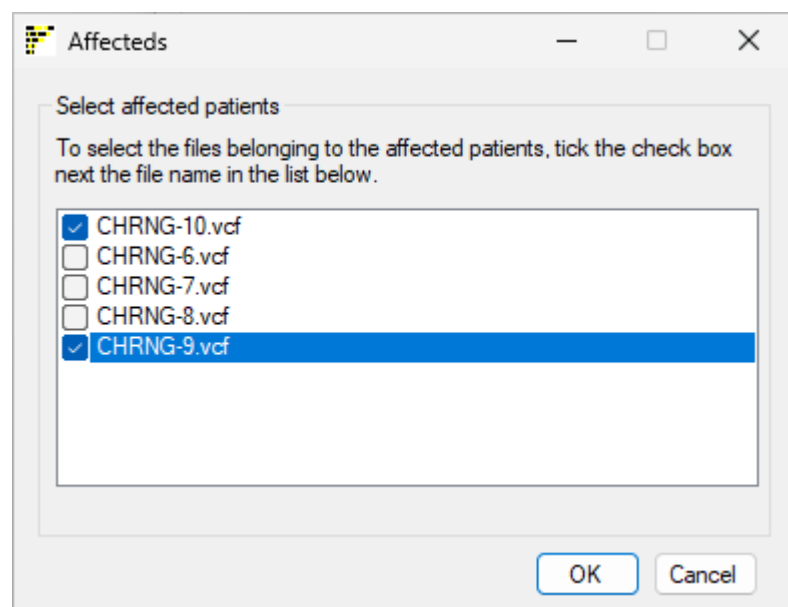 Affecteds
Select affected patients
To select the files belonging to the affected patients, tick the check box
next the file name in the list below.
CHRNG-10.vcf
CHRNG-6.vcf
CHRNG-7.vcf
CHRNG-8.vcf
CHRNG-9.vcf
OK Cancel